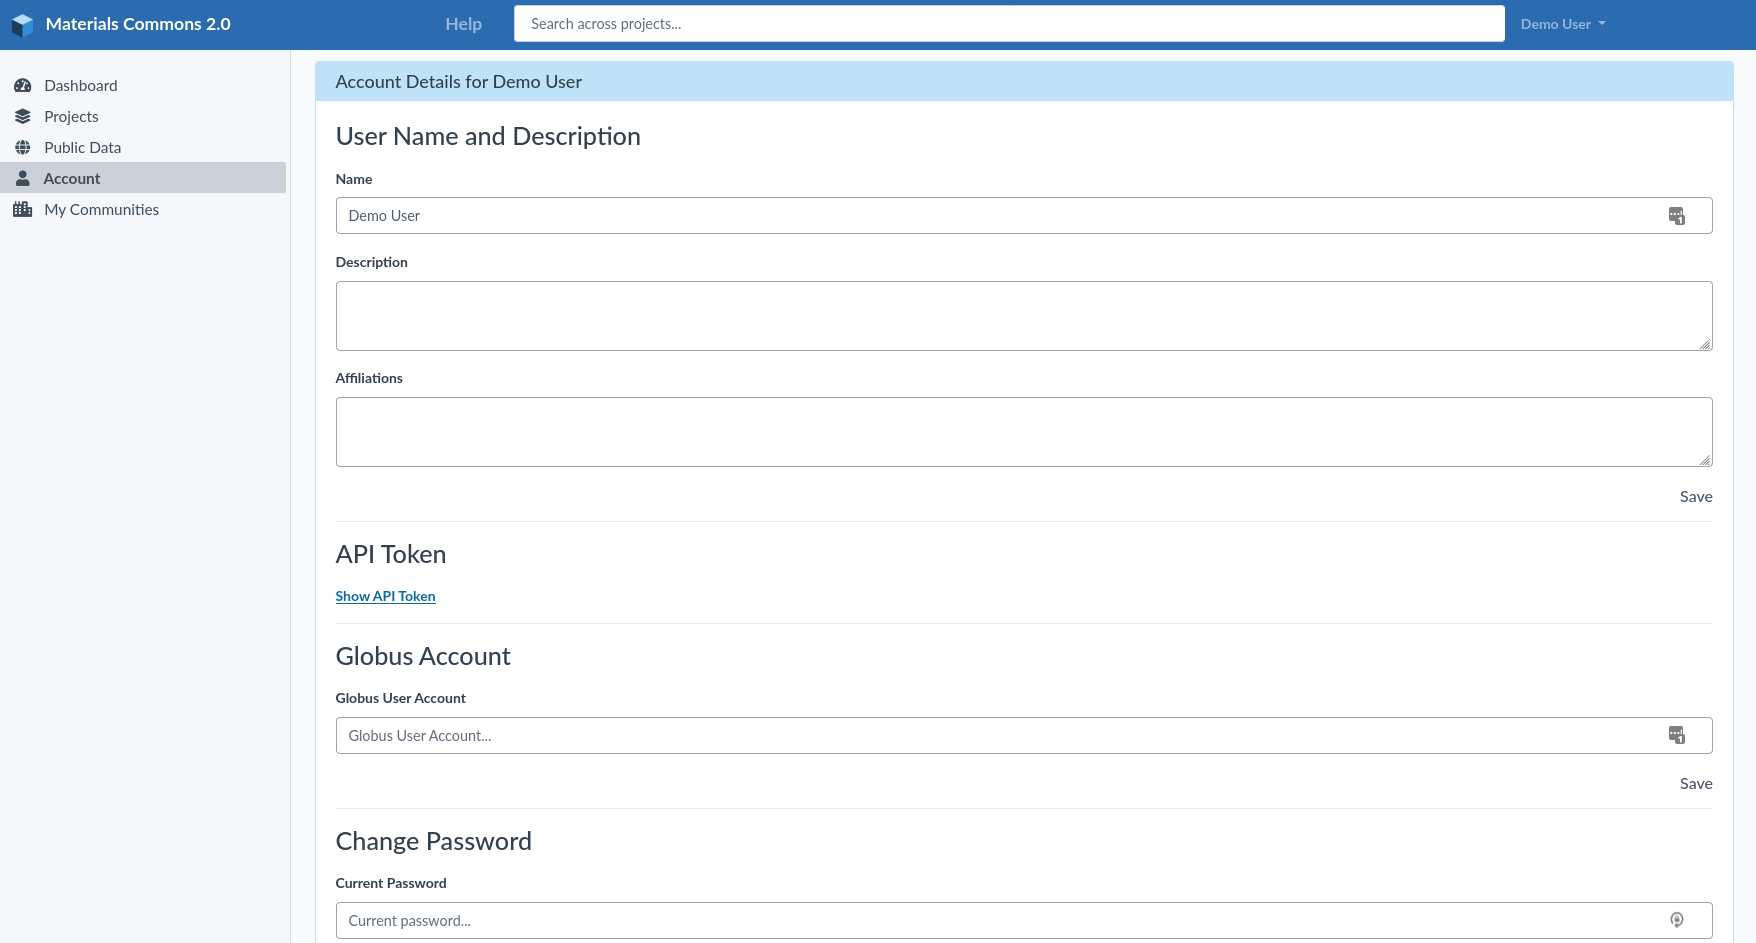 Materials Commons 2.0
Help
Search across projects...
Demo User
Dashboard
Projects
Public Data
Account
My Communities
Account Details for Demo User
User Name and Description
Name
Demo User
Description
Affiliations
Save
API Token
Show API Token
Globus Account
Globus User Account
Globus User Account...
Save
Change Password
Current Password
Current password...